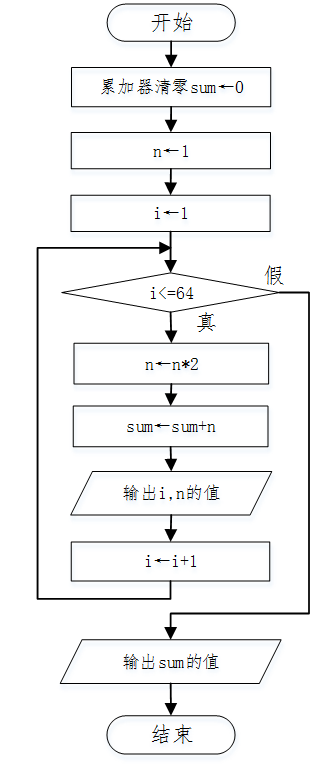 开始
累加器清零sum←0
n←1
i←1
i<=64
假
真
n←n*2
sum←sum+n
输出i,n的值
i←i+1
输出sum的值
结束